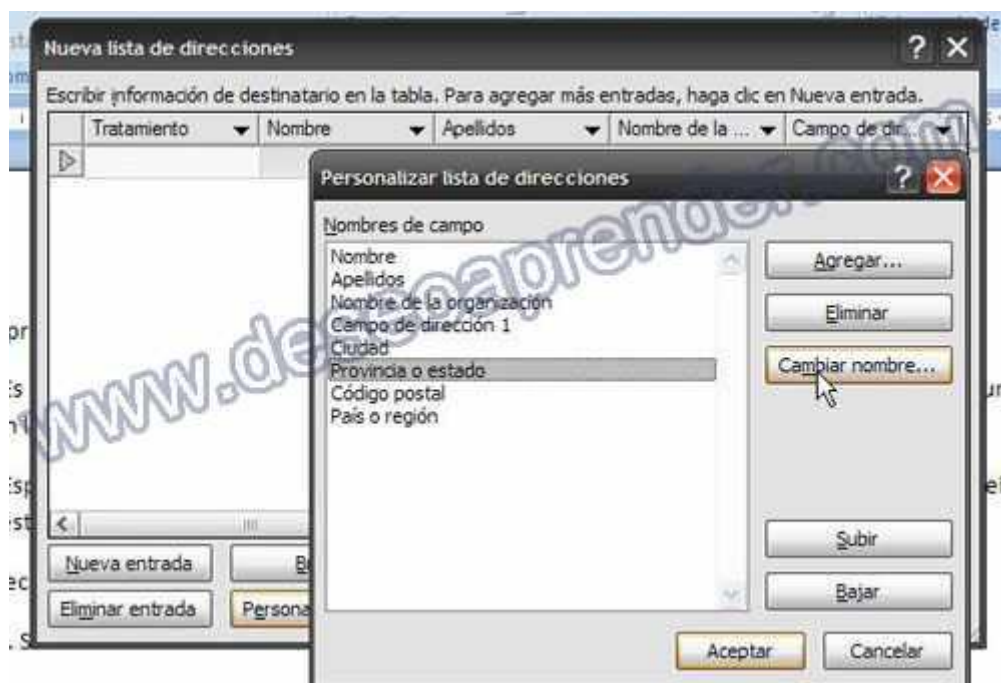 Nueva lista de direcciones
Escribir información de destinatario en la tabla. Para agregar más entradas, haga clic en Nueva entrada.
Tratamiento Nombre Apellidos Nombre de la ... Campo de dir...
Personalizar lista de direcciones
Nombres de campo
Nombre
Apellidos
Nombre de la organización
Campo de dirección 1
Ciudad
Provincia o estado
Código postal
País o región
Agregar...
Eliminar
Cambiar nombre...
Subir
Bajar
Aceptar Cancelar
Nueva entrada
Eliminar entrada
www.deseoaprender.com